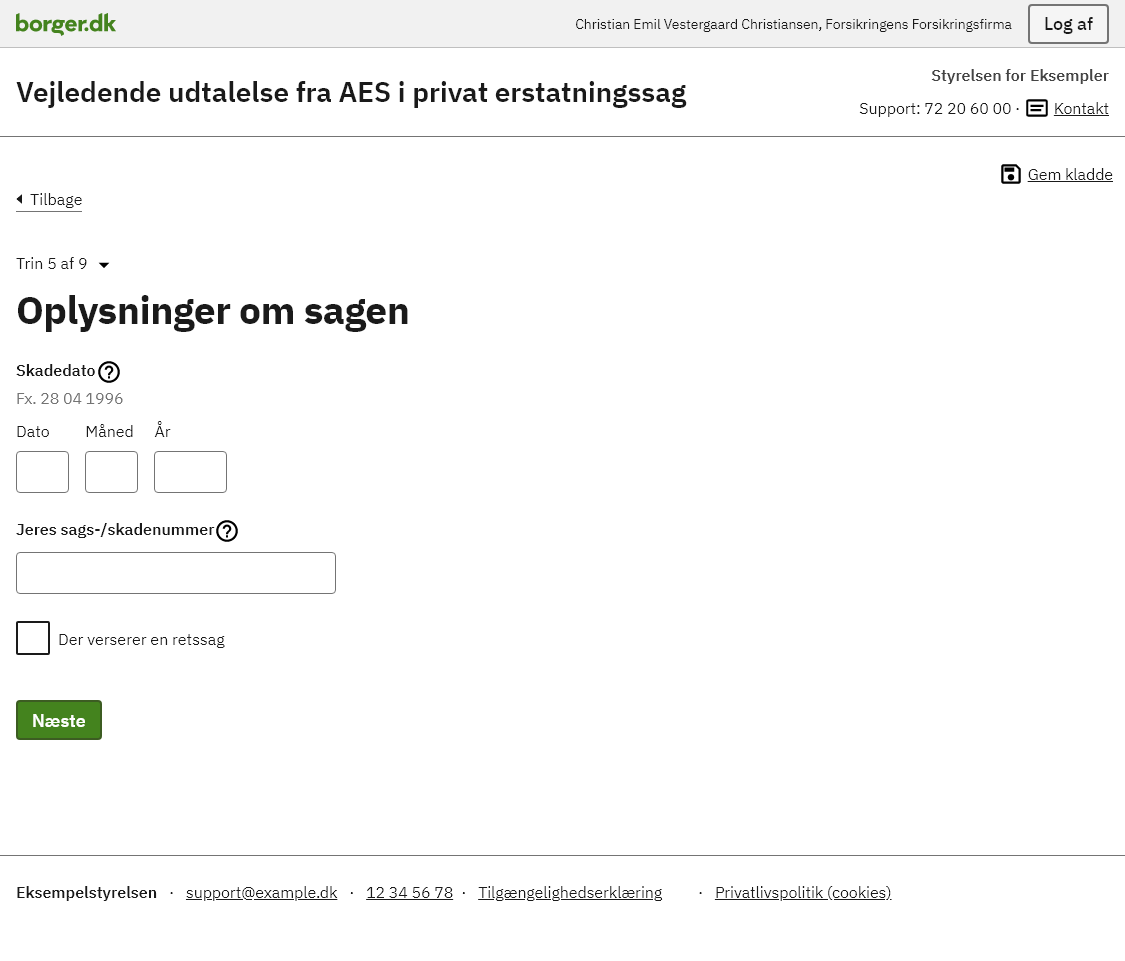 borger.dk
Christian Emil Vestergaard Christiansen, Forsikringens Forsikringsfirma
Log af
Vejledende udtalelse fra AES i privat erstatningssag
Styrelsen for Eksempler
Support: 72 20 60 00 · Kontakt
Gem kladde
Tilbage
Trin 5 af 9
Oplysninger om sagen
Skadedato
Fx. 28 04 1996
Dato Måned År
Jeres sags-/skadenummer
Der verserer en retssag
Næste
Eksempelstyrelsen · support@example.dk · 12 34 56 78 · Tilgængelighedserklæring · Privatlivspolitik (cookies)